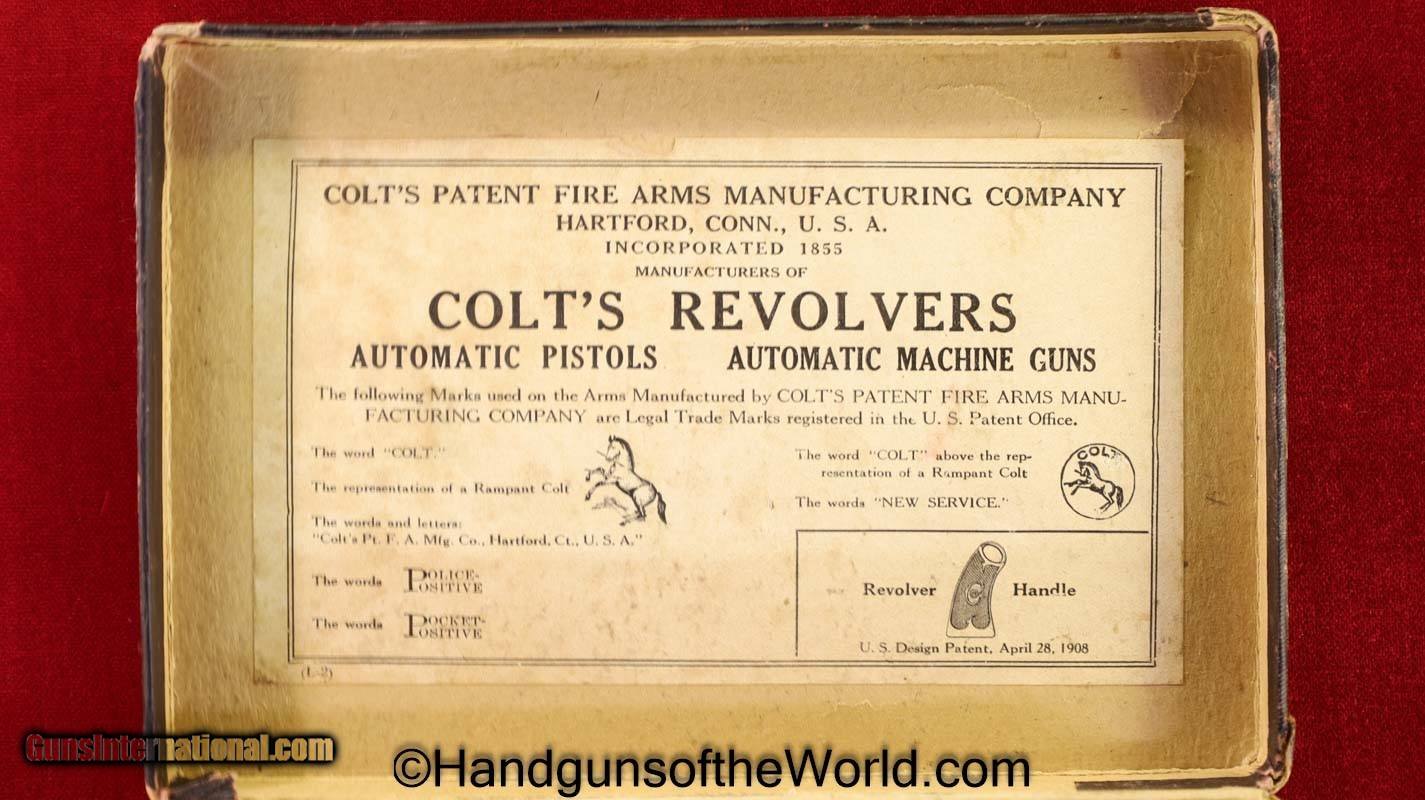 COLT'S PATENT FIRE ARMS MANUFACTURING COMPANY
HARTFORD, CONN., U. S. A.
INCORPORATED 1855
MANUFACTURERS OF
COLT'S REVOLVERS
AUTOMATIC PISTOLS AUTOMATIC MACHINE GUNS
The following Marks used on the Arms Manufactured by COLT'S PATENT FIRE ARMS MANU-
FACTURING COMPANY are Legal Trade Marks registered in the U. S. Patent Office.
The word "COLT."
The representation of a Rampant Colt
The words and letters:
"Colt's Pt. F. A. Mfg. Co., Hartford, Ct., U. S. A."
The words POLICE-
POSITIVE
The words POCKET-
POSITIVE
The word "COLT" above the rep-
resentation of a Rampant Colt
COLT
The words "NEW SERVICE."
Revolver Handle
U. S. Design Patent, April 28, 1908
(L-2)
GunsInternational.com
©HandgunsoftheWorld.com